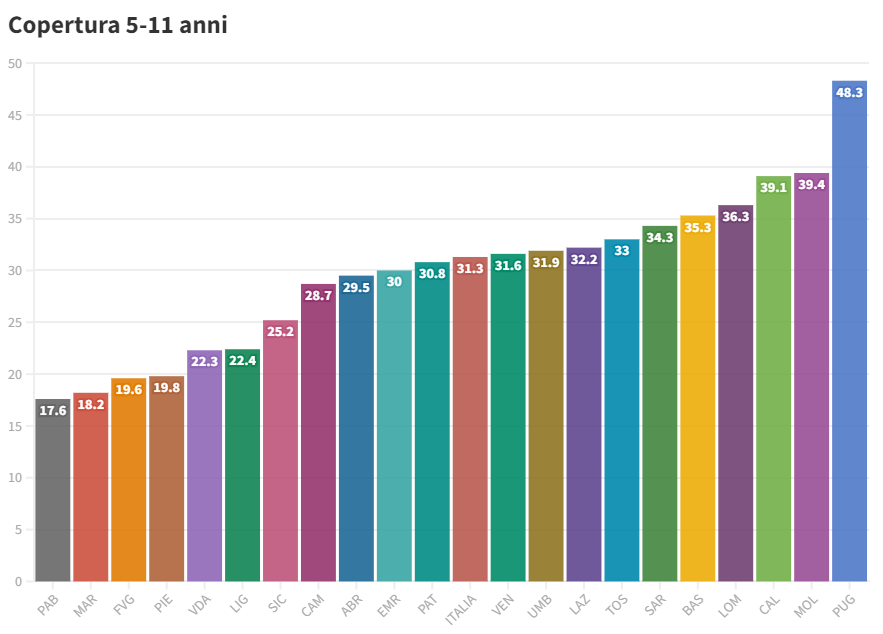 Copertura 5-11 anni
50
45
40
35
30
25
20
15
10
5
0
17.6
18.2
19.6
19.8
22.3
22.4
25.2
28.7
29.5
30
30.8
31.3
31.6
31.9
32.2
33
34.3
35.3
36.3
39.1
39.4
48.3
PAB
MAR
FVG
PIE
VDA
LIG
SIC
CAM
ABR
EMR
PAT
ITALIA
VEN
UMB
LAZ
TOS
SAR
BAS
LOM
CAL
MOL
PUG